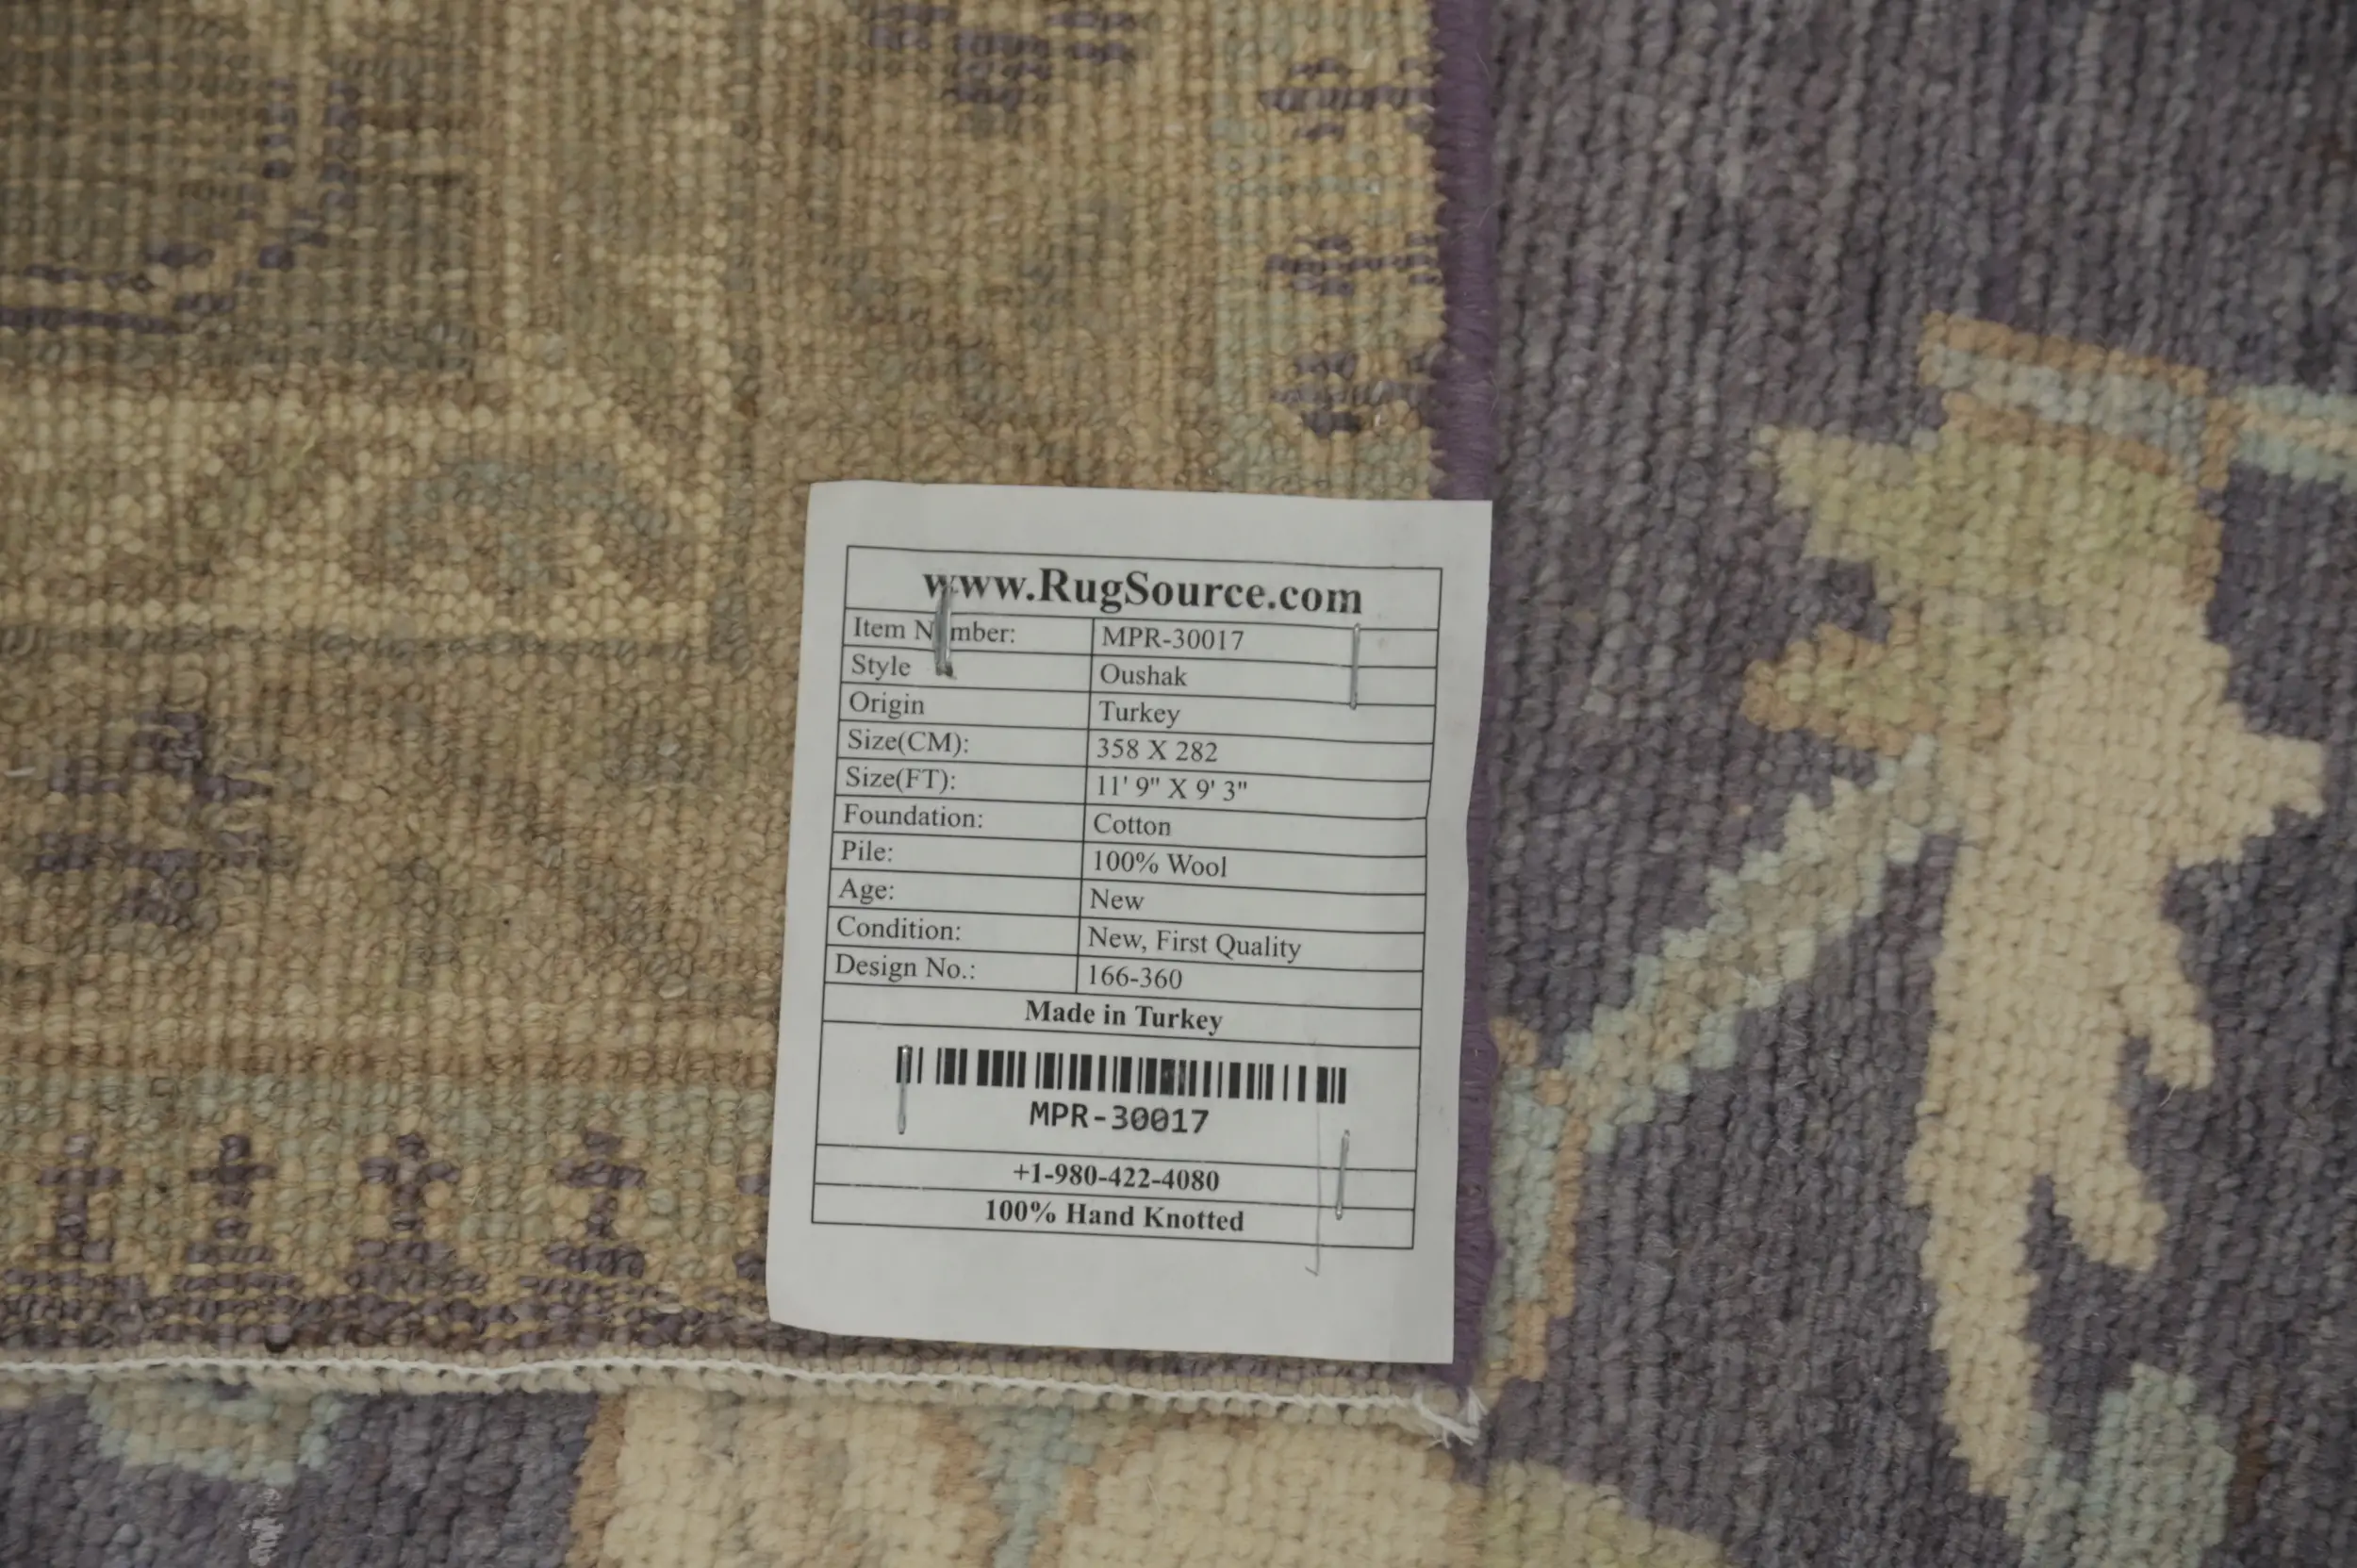 www.RugSource.com
Item Number: MPR-30017
Style Oushak
Origin Turkey
Size(CM): 358 X 282
Size(FT): 11' 9" X 9' 3"
Foundation: Cotton
Pile: 100% Wool
Age: New
Condition: New, First Quality
Design No.: 166-360
Made in Turkey
MPR-30017
+1-980-422-4080
100% Hand Knotted